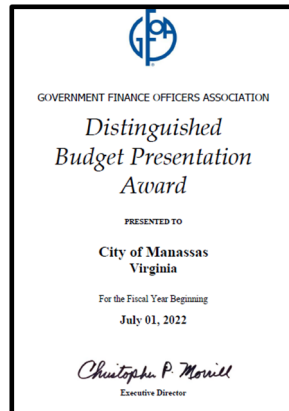 GFOA
GOVERNMENT FINANCE OFFICERS ASSOCIATION
Distinguished
Budget Presentation
Award
PRESENTED TO
City of Manassas
Virginia
For the Fiscal Year Beginning
July 01, 2022
Christopher P. Morrill
Executive Director